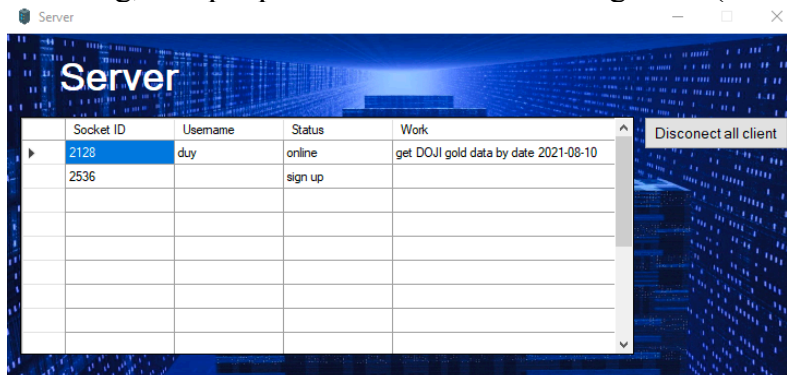 Server
Server
Socket ID Username Status Work
2128 duy online get DOJI gold data by date 2021-08-10
2536 sign up
Disconect all client